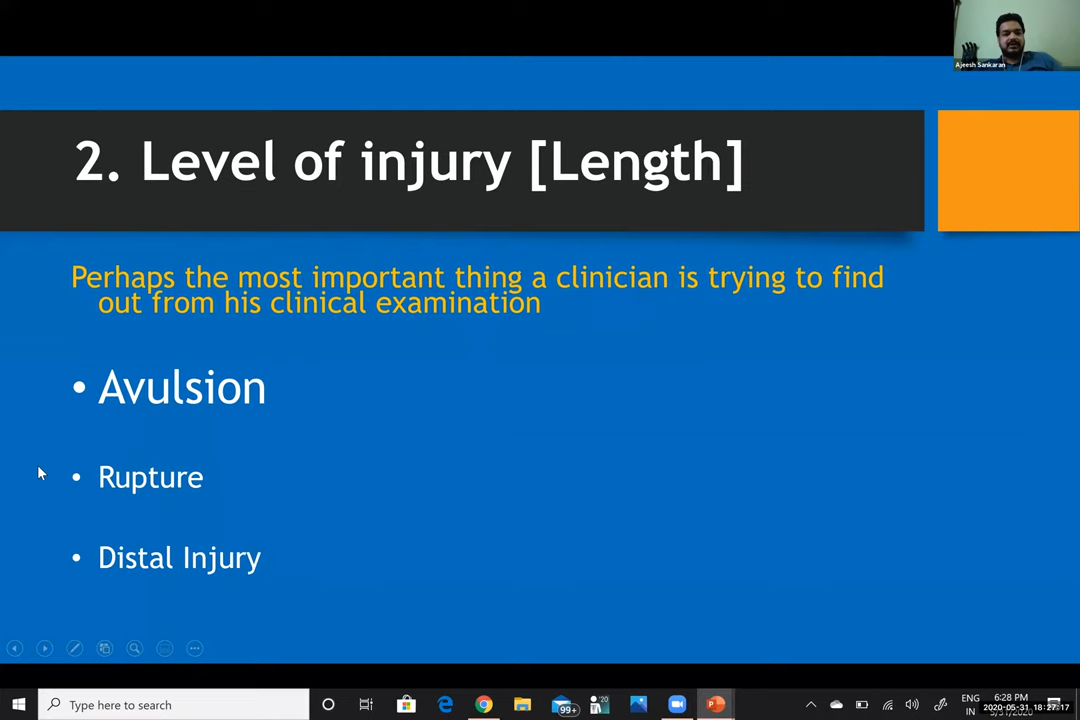 Ajeesh Sankaran
2. Level of injury [Length]
Perhaps the most important thing a clinician is trying to find
out from his clinical examination
• Avulsion
• Rupture
• Distal Injury
Type here to search
99+
'20
ENG
IN
6:28 PM
2020-05-31 18:27:17